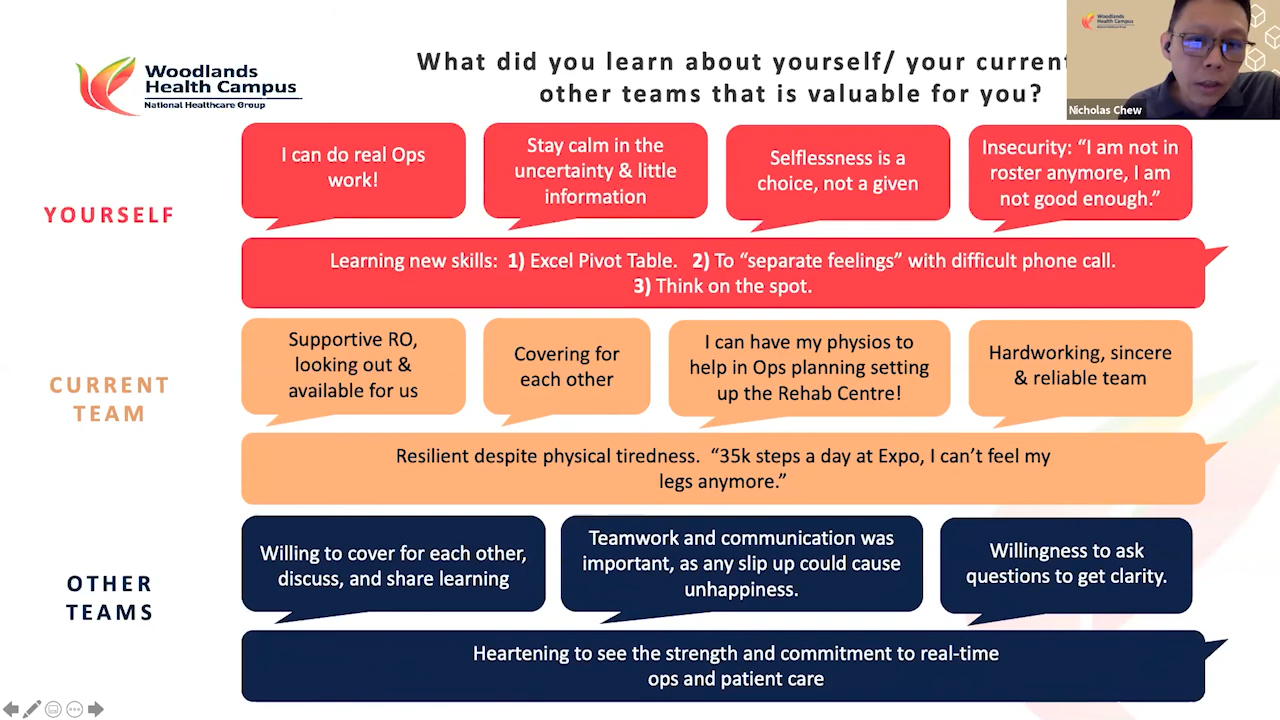 Woodlands
Health Campus
National Healthcare Group
What did you learn about yourself/ your current
other teams that is valuable for you?
Woodlands
Health Campus
Nicholas Chew
YOURSELF
I can do real Ops
work!
Stay calm in the
uncertainty & little
information
Selflessness is a
choice, not a given
Insecurity: “I am not in
roster anymore, I am
not good enough.”
Learning new skills: 1) Excel Pivot Table. 2) To “separate feelings” with difficult phone call.
3) Think on the spot.
CURRENT
TEAM
Supportive RO,
looking out &
available for us
Covering for
each other
I can have my physios to
help in Ops planning setting
up the Rehab Centre!
Hardworking, sincere
& reliable team
Resilient despite physical tiredness. “35k steps a day at Expo, I can’t feel my
legs anymore.”
OTHER
TEAMS
Willing to cover for each other,
discuss, and share learning
Teamwork and communication was
important, as any slip up could cause
unhappiness.
Willingness to ask
questions to get clarity.
Heartening to see the strength and commitment to real-time
ops and patient care